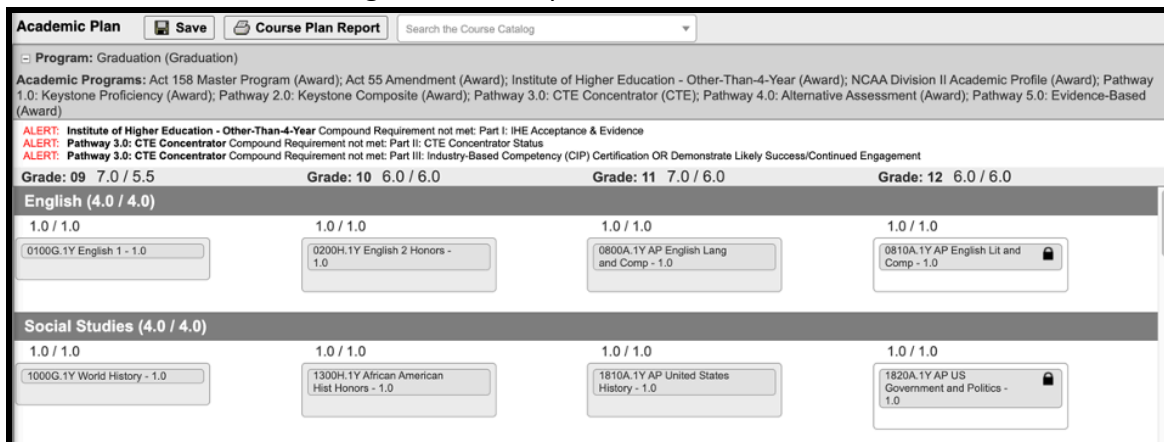 Academic Plan Save Course Plan Report Search the Course Catalog
Program: Graduation (Graduation)
Academic Programs: Act 158 Master Program (Award); Act 55 Amendment (Award); Institute of Higher Education - Other-Than-4-Year (Award); NCAA Division II Academic Profile (Award); Pathway
1.0: Keystone Proficiency (Award); Pathway 2.0: Keystone Composite (Award); Pathway 3.0: CTE Concentrator (CTE); Pathway 4.0: Alternative Assessment (Award); Pathway 5.0: Evidence-Based
(Award)
ALERT: Institute of Higher Education - Other-Than-4-Year Compound Requirement not met: Part I: IHE Acceptance & Evidence
ALERT: Pathway 3.0: CTE Concentrator Compound Requirement not met: Part II: CTE Concentrator Status
ALERT: Pathway 3.0: CTE Concentrator Compound Requirement not met: Part III: Industry-Based Competency (CIP) Certification OR Demonstrate Likely Success/Continued Engagement
Grade: 09 7.0 / 5.5 Grade: 10 6.0 / 6.0 Grade: 11 7.0 / 6.0 Grade: 12 6.0 / 6.0
English (4.0 / 4.0)
1.0 / 1.0 1.0 / 1.0 1.0 / 1.0 1.0 / 1.0
0100G.1Y English 1 - 1.0
0200H.1Y English 2 Honors -
1.0
0800A.1Y AP English Lang
and Comp - 1.0
0810A.1Y AP English Lit and
Comp - 1.0
Social Studies (4.0 / 4.0)
1.0 / 1.0 1.0 / 1.0 1.0 / 1.0 1.0 / 1.0
1000G.1Y World History - 1.0
1300H.1Y African American
Hist Honors - 1.0
1810A.1Y AP United States
History - 1.0
1820A.1Y AP US
Government and Politics -
1.0